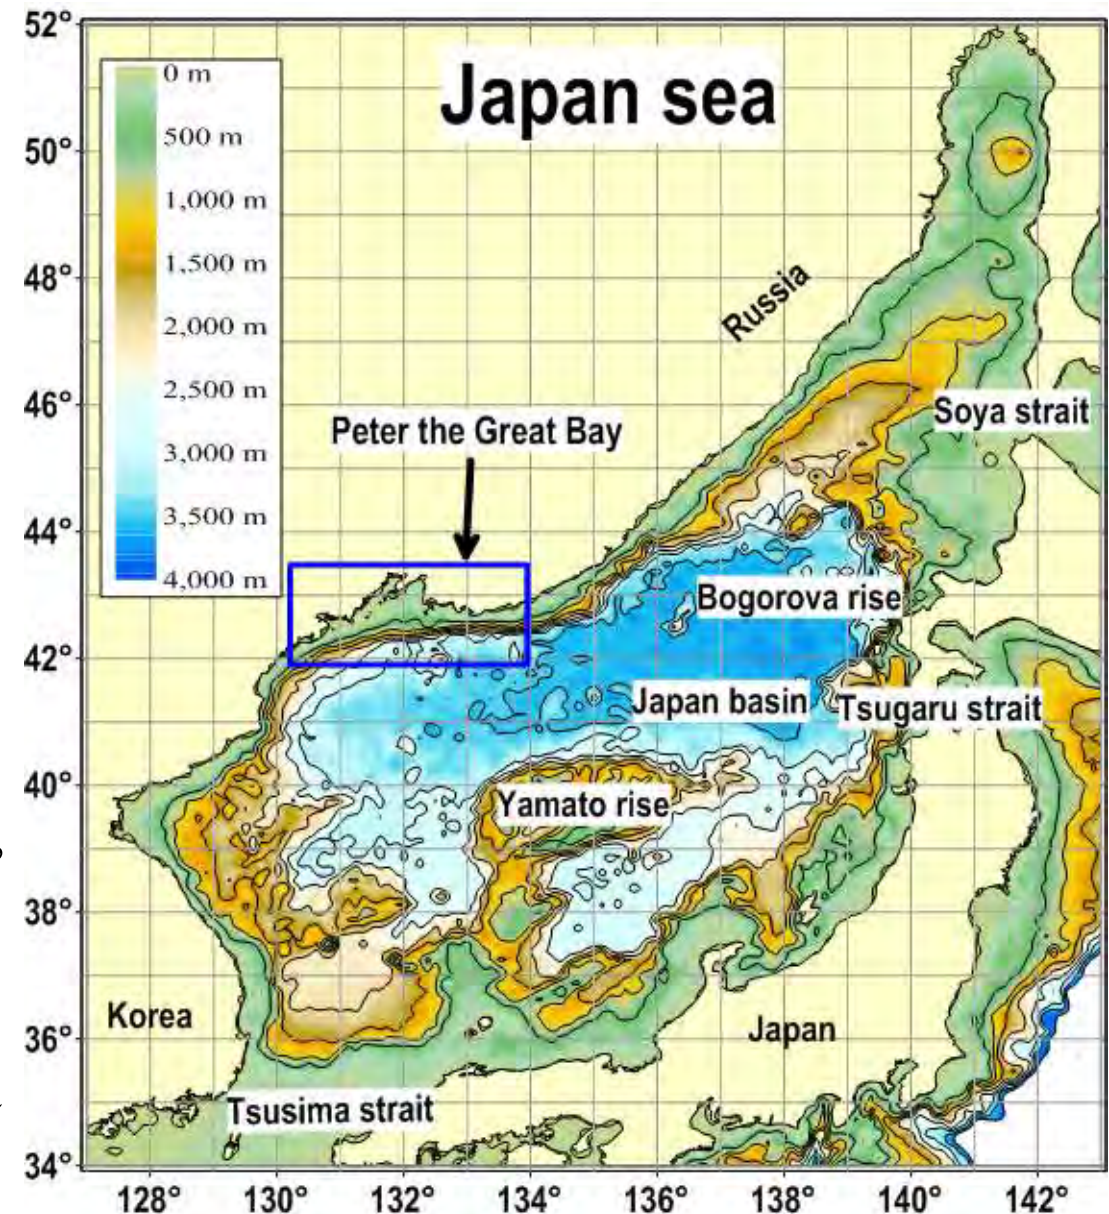 Japan sea
0 m
500 m
1,000 m
1,500 m
2,000 m
2,500 m
3,000 m
3,500 m
4,000 m
52°
50°
48°
46°
44°
42°
40°
38°
36°
34°
Russia
Soya strait
Peter the Great Bay
Bogorova rise
Japan basin
Tsugaru strait
Yamato rise
Korea
Japan
Tsusima strait
128° 130° 132° 134° 136° 138° 140° 142°